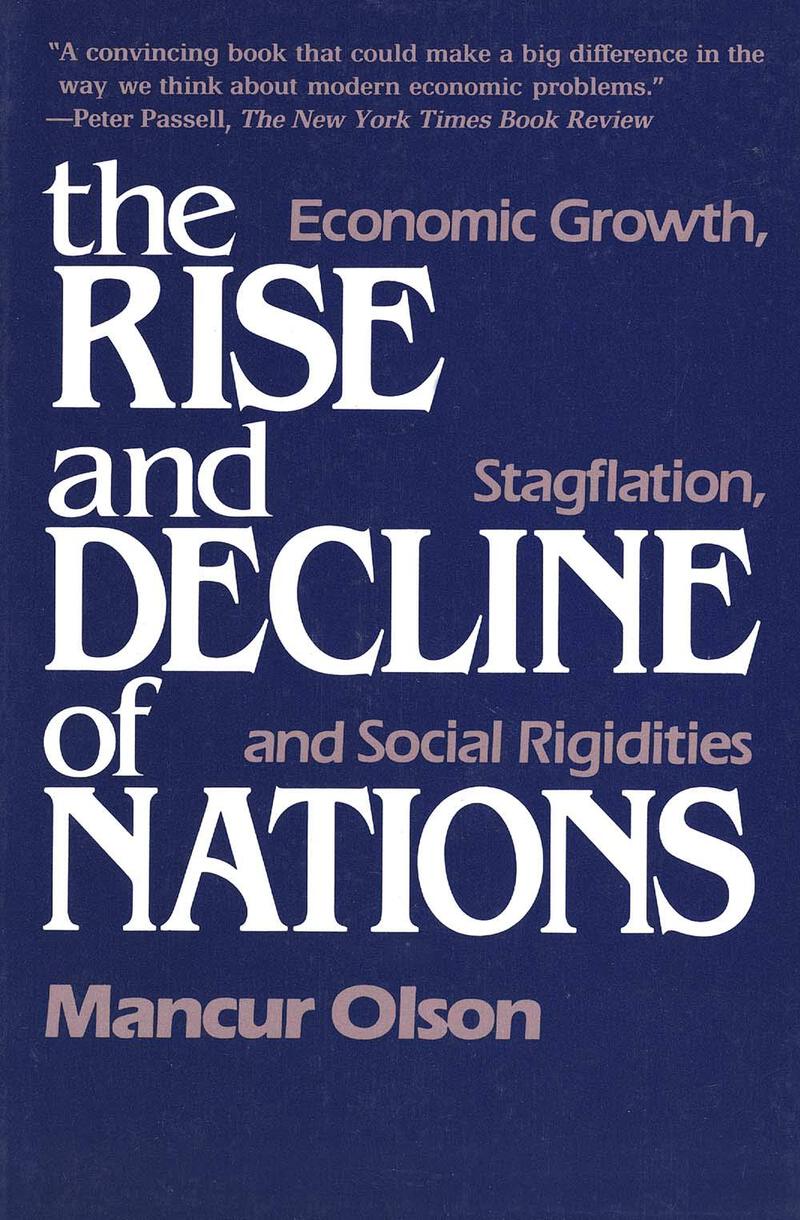 "A convincing book that could make a big difference in the
way we think about modern economic problems."
—Peter Passell, The New York Times Book Review
the
Economic Growth,
RISE
and
Stagflation,
DECLINE
of
and Social Rigidities
NATIONS
Mancur Olson